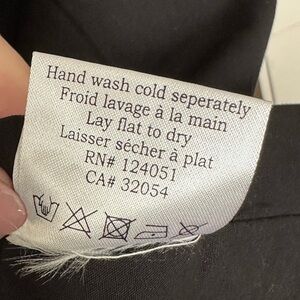 Hand wash cold seperately
Froid lavage à la main
Lay flat to dry
Laisser sécher à plat
RN# 124051
CA# 32054